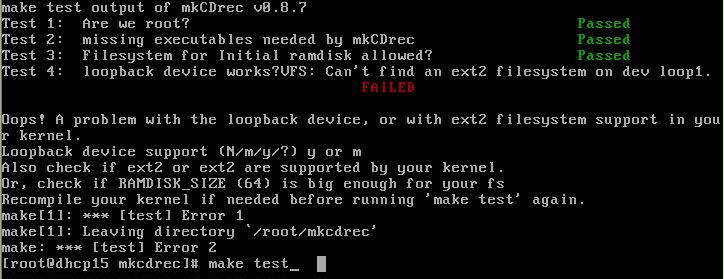 make test output of mkCDrec v0.8.7
Test 1:  Are we root?                                                  Passed
Test 2:  missing executables needed by mkCDrec                         Passed
Test 3:  Filesystem for Initial ramdisk allowed?                       Passed
Test 4:  loopback device works?VFS: Can't find an ext2 filesystem on dev loop1.
FAILED
Oops! A problem with the loopback device, or with ext2 filesystem support in you
r kernel.
Loopback device support (N/m/y/?) y or m
Also check if ext2 or ext2 are supported by your kernel.
Or, check if RAMDISK_SIZE (64) is big enough for your fs
Recompile your kernel if needed before running 'make test' again.
make[1]: *** [test] Error 1
make[1]: Leaving directory `/root/mkcdrec'
make: *** [test] Error 2
[root@dhcp15 mkcdrec]# make test_